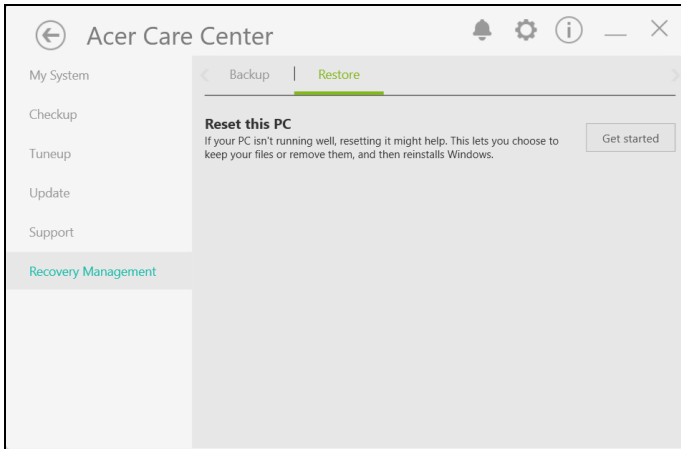 Acer Care Center
My System
Checkup
Tuneup
Update
Support
Recovery Management
Backup | Restore
Reset this PC
If your PC isn't running well, resetting it might help. This lets you choose to
keep your files or remove them, and then reinstalls Windows.
Get started